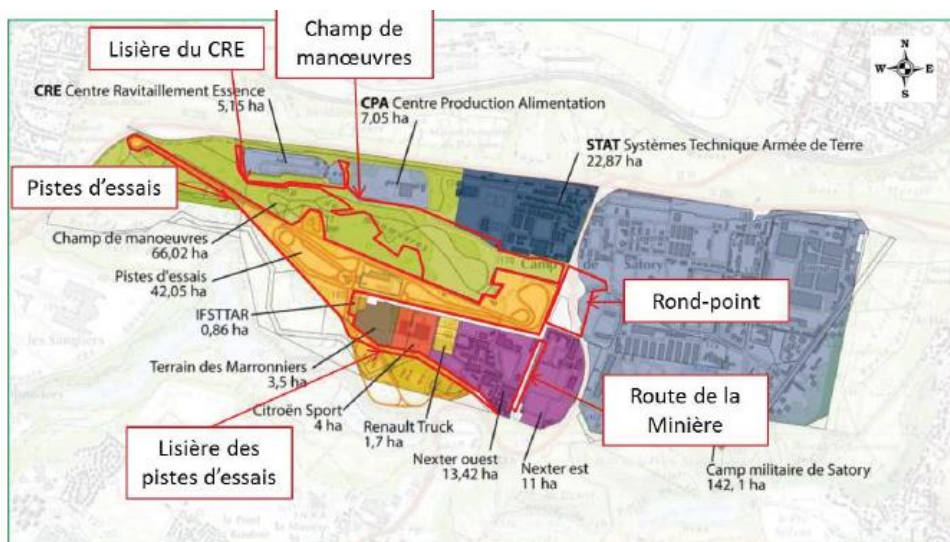 Lisière du CRE
Champ de
manœuvres
N
W E
S
CRE Centre Ravitaillement Essence
5,15 ha
CPA Centre Production Alimentation
7,05 ha
STAT Systèmes Technique Armée de Terre
22,87 ha
Pistes d'essais
Champ de manoeuvres
66,02 ha
Pistes d'essais
42,05 ha
Camp de Satory
Rond-point
IFSTTAR
0,86 ha
Terrain des Marronniers
3,5 ha
Citroën Sport
4 ha
Renault Truck
1,7 ha
Route de la
Minière
Lisière des
pistes d'essais
Nexter ouest
13,42 ha
Nexter est
11 ha
Camp militaire de Satory
142, 1 ha